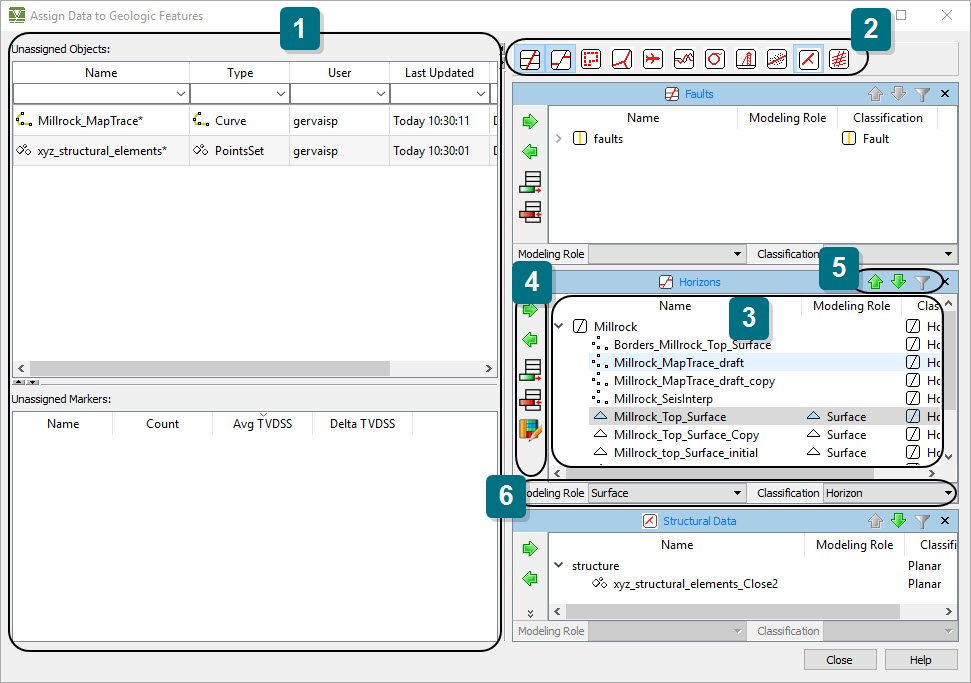 Assign Data to Geologic Features
1
2
Unassigned Objects:
Name Type User Last Updated
Millrock_MapTrace* Curve gervaisp Today 10:30:11
xyz_structural_elements* PointsSet gervaisp Today 10:30:01
Unassigned Markers:
Name Count Avg TVDSS Delta TVDSS
Faults
Name Modeling Role Classification
faults Fault
Modeling Role Classification
4
5
Horizons
3
Name Modeling Role Clas
Millrock Ho
Borders_Millrock_Top_Surface Ho
Millrock_MapTrace_draft Ho
Millrock_MapTrace_draft_copy Ho
Millrock_SeisInterp Ho
Millrock_Top_Surface Surface Ho
Millrock_Top_Surface_Copy Surface Ho
Millrock_top_Surface_initial Surface Ho
6
odeling Role Surface Classification Horizon
Structural Data
Name Modeling Role Classifi
structure Planar
xyz_structural_elements_Close2 Planar
Modeling Role Classification
Close Help